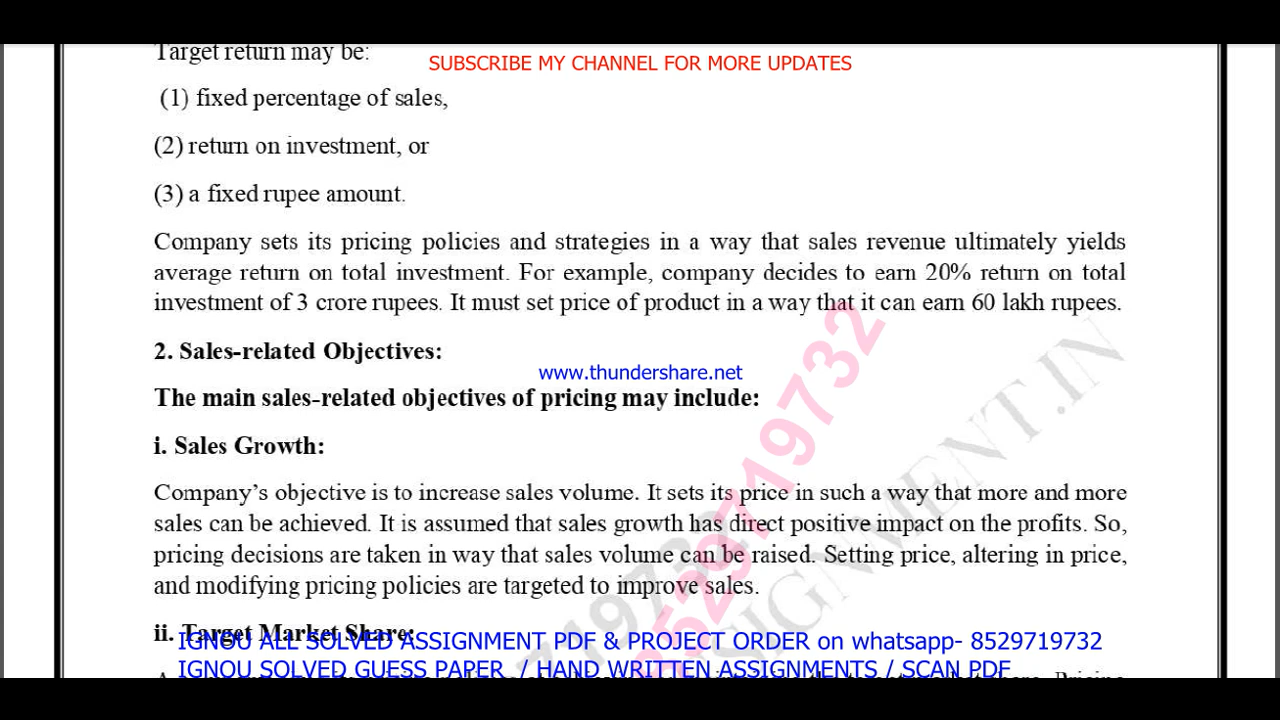 Target return may be:
SUBSCRIBE MY CHANNEL FOR MORE UPDATES
(1) fixed percentage of sales,
(2) return on investment, or
(3) a fixed rupee amount.
Company sets its pricing policies and strategies in a way that sales revenue ultimately yields
average return on total investment. For example, company decides to earn 20% return on total
investment of 3 crore rupees. It must set price of product in a way that it can earn 60 lakh rupees.
2. Sales-related Objectives:
www.thundershare.net
The main sales-related objectives of pricing may include:
i. Sales Growth:
Company's objective is to increase sales volume. It sets its price in such a way that more and more
sales can be achieved. It is assumed that sales growth has direct positive impact on the profits. So,
pricing decisions are taken in way that sales volume can be raised. Setting price, altering in price,
and modifying pricing policies are targeted to improve sales.
ii. Target Market Share:
IGNOU ALL SOLVED ASSIGNMENT PDF & PROJECT ORDER on whatsapp- 8529719732
IGNOU SOLVED GUESS PAPER / HAND WRITTEN ASSIGNMENTS / SCAN PDF
8529719732
SIGNMENT.IN